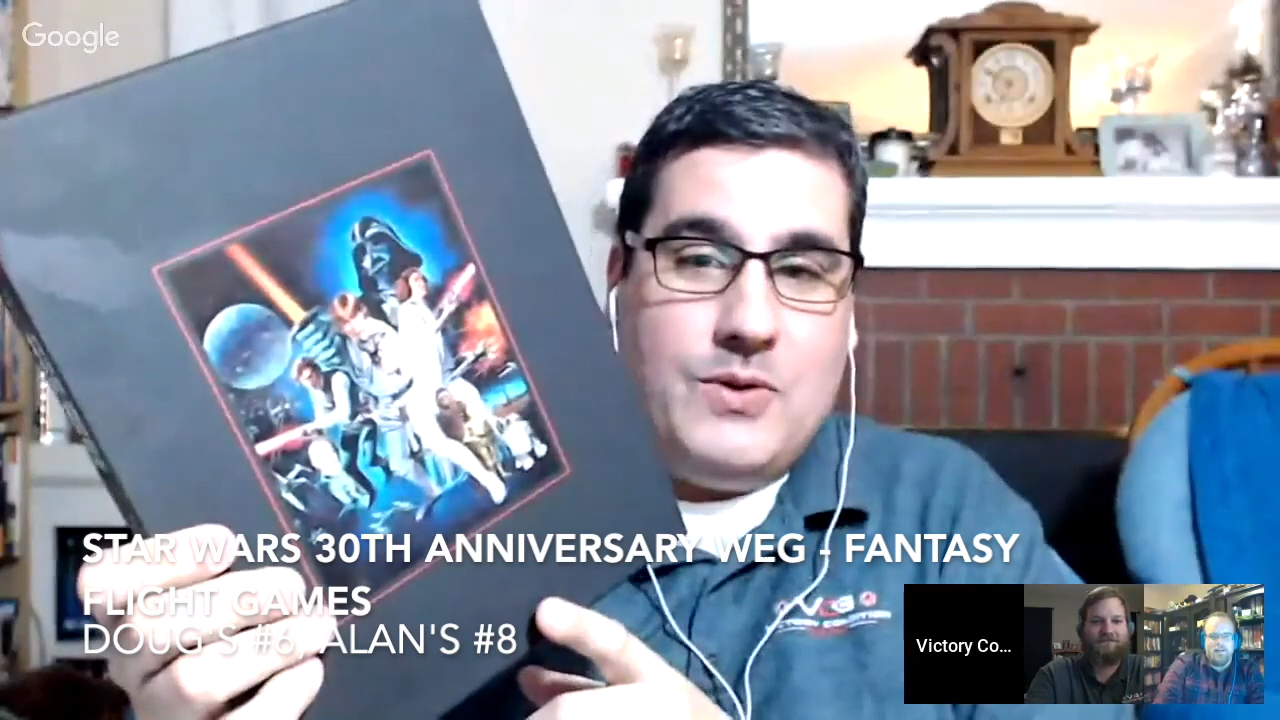 Google
STAR WARS 30TH ANNIVERSARY WEG - FANTASY
FLIGHT GAMES
DOUG'S #6, ALAN'S #8
Victory Co...